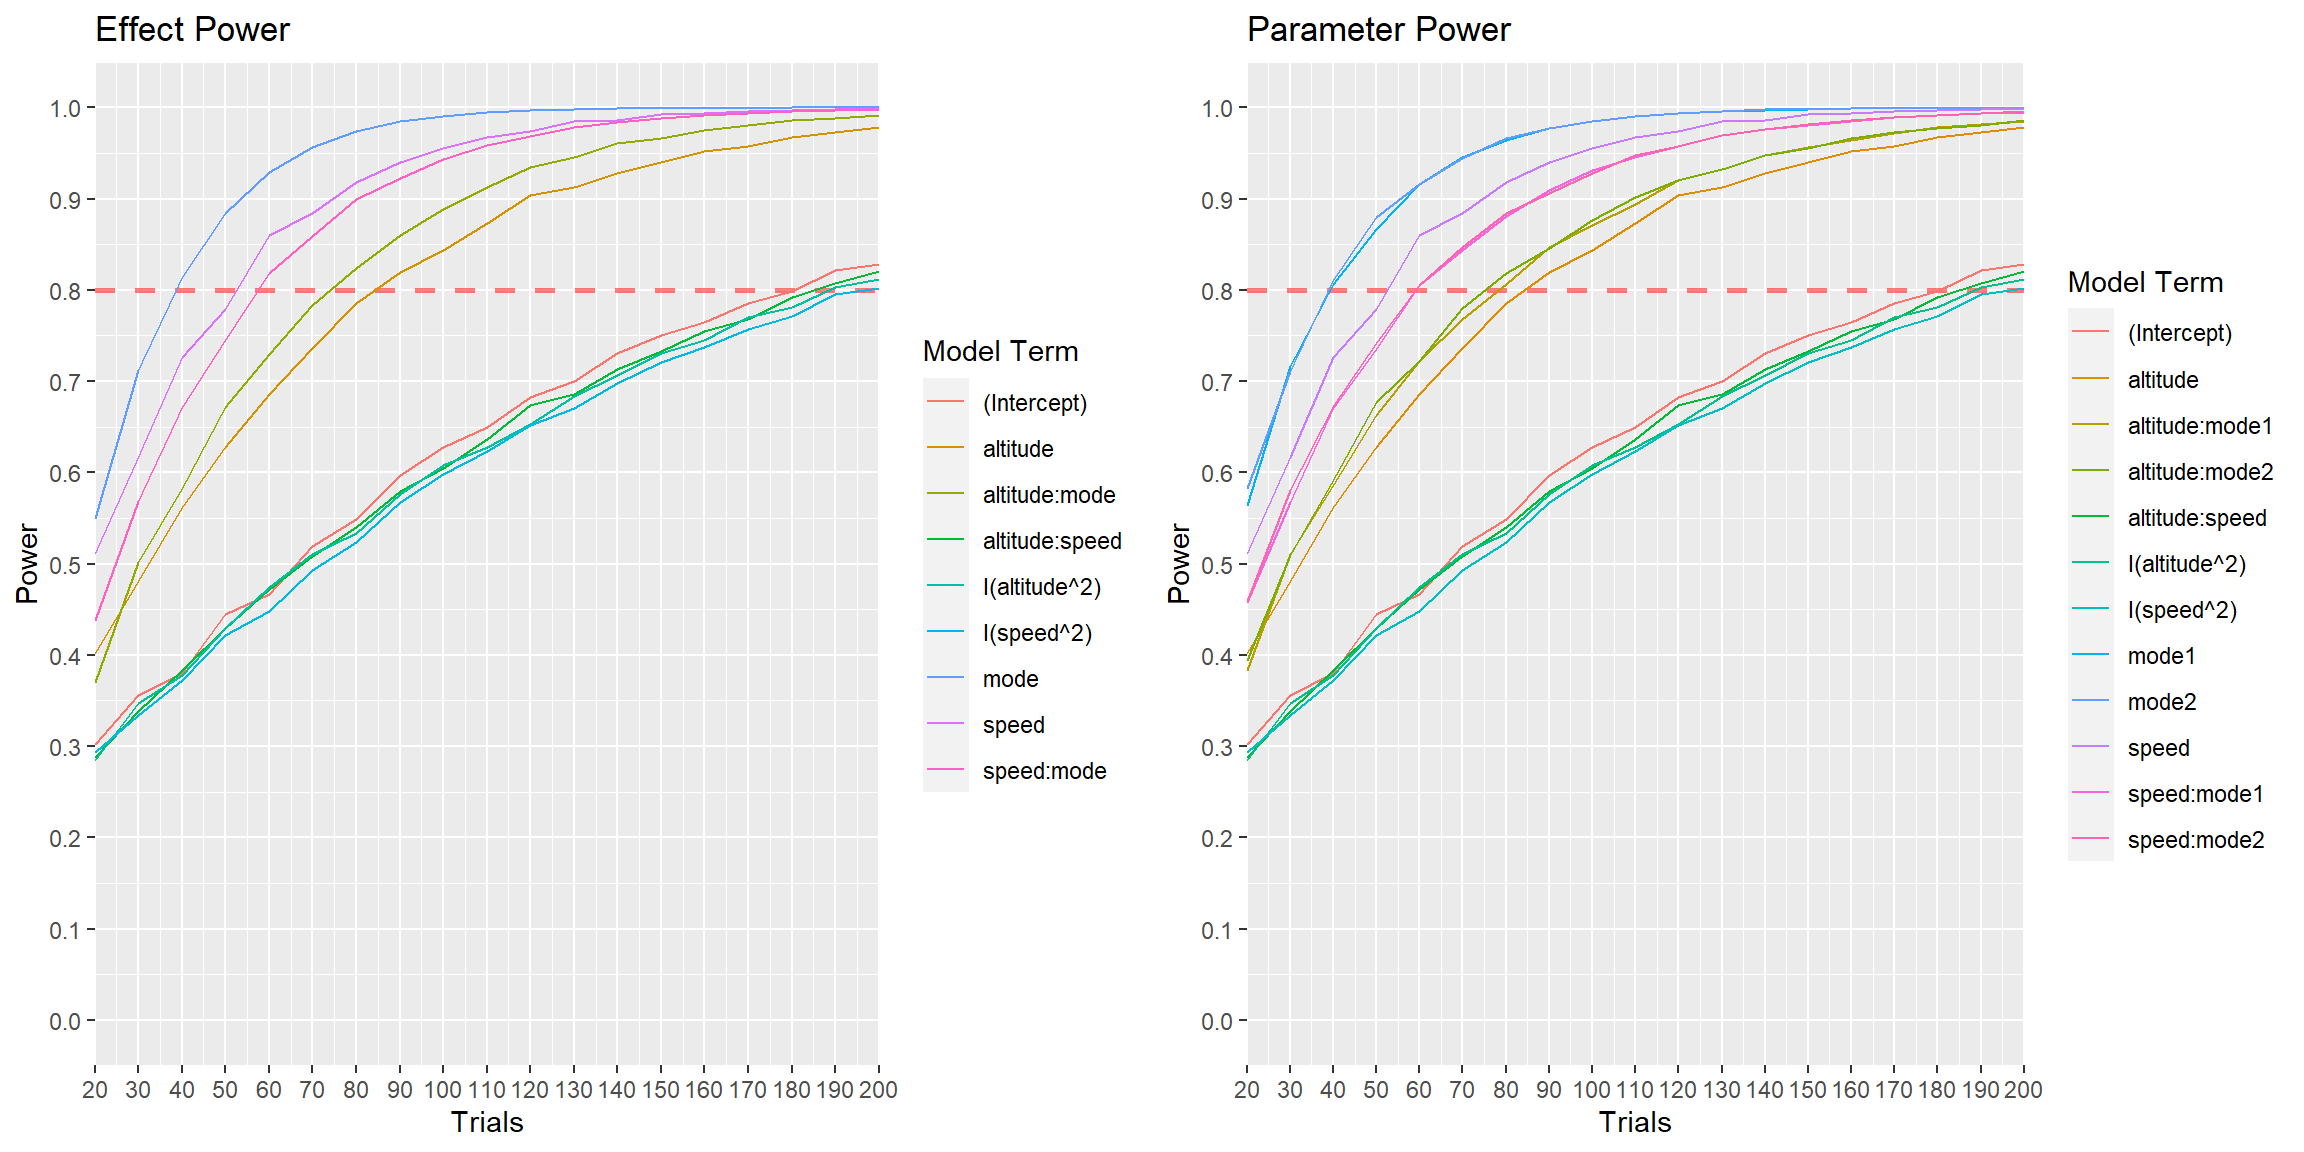 Effect Power
Power
1.0
0.9
0.8
0.7
0.6
0.5
0.4
0.3
0.2
0.1
0.0
20 30 40 50 60 70 80 90 100 110 120 130 140 150 160 170 180 190 200
Trials
Model Term
(Intercept)
altitude
altitude:mode
altitude:speed
I(altitude^2)
I(speed^2)
mode
speed
speed:mode
Parameter Power
Power
1.0
0.9
0.8
0.7
0.6
0.5
0.4
0.3
0.2
0.1
0.0
20 30 40 50 60 70 80 90 100 110 120 130 140 150 160 170 180 190 200
Trials
Model Term
(Intercept)
altitude
altitude:mode1
altitude:mode2
altitude:speed
I(altitude^2)
I(speed^2)
mode1
mode2
speed
speed:mode1
speed:mode2